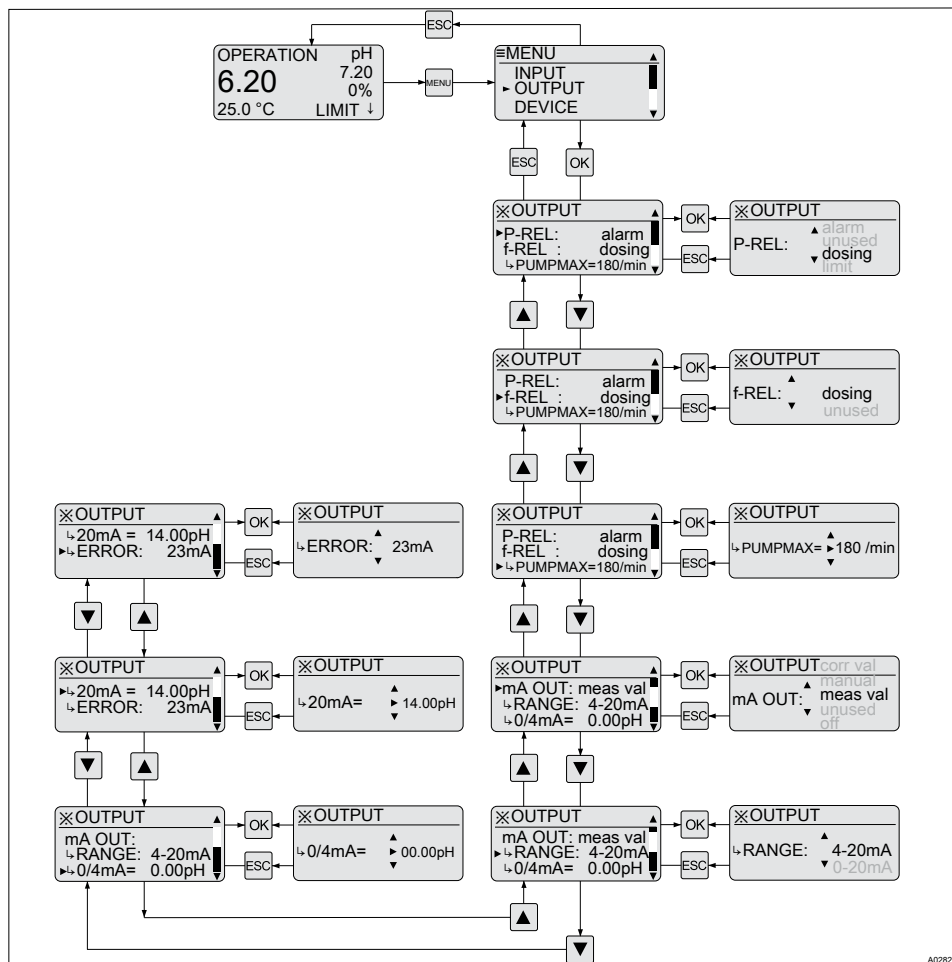 ESC
OPERATION pH
6.20 7.20
0%
25.0 °C LIMIT ↓
MENU
≡MENU ▲
INPUT
► OUTPUT
DEVICE ▼
ESC
OK
※OUTPUT ▲
►P-REL: alarm
f-REL : dosing
↳PUMPMAX=180/min ▼
OK
ESC
※OUTPUT
▲ alarm
unused
P-REL: dosing
▼ limit
▲
▼
※OUTPUT ▲
P-REL: alarm
►f-REL : dosing
↳PUMPMAX=180/min ▼
OK
ESC
※OUTPUT
▲
f-REL: dosing
▼ unused
▲
▼
※OUTPUT ▲
P-REL: alarm
f-REL : dosing
►↳PUMPMAX=180/min ▼
OK
ESC
※OUTPUT
▲
↳PUMPMAX= ►180 /min
▼
▲
▼
※OUTPUT ▲
►mA OUT: meas val
↳RANGE: 4-20mA
↳0/4mA= 0.00pH ▼
OK
ESC
※OUTPUT corr val
▲ manual
mA OUT: meas val
▼ unused
off
▲
▼
※OUTPUT ▲
mA OUT: meas val
►↳RANGE: 4-20mA
↳0/4mA= 0.00pH ▼
OK
ESC
※OUTPUT
▲
↳RANGE: 4-20mA
▼ 0-20mA
▲
▼
※OUTPUT ▲
↳20mA = 14.00pH
►↳ERROR: 23mA ▼
OK
ESC
※OUTPUT
▲
↳ERROR: 23mA
▼
▼
▲
※OUTPUT ▲
►↳20mA = 14.00pH
↳ERROR: 23mA ▼
OK
ESC
※OUTPUT
▲
↳20mA= ► 14.00pH
▼
▼
▲
※OUTPUT ▲
mA OUT:
↳RANGE: 4-20mA
►↳0/4mA= 0.00pH ▼
OK
ESC
※OUTPUT
▲
↳0/4mA= ► 00.00pH
▼
A0282